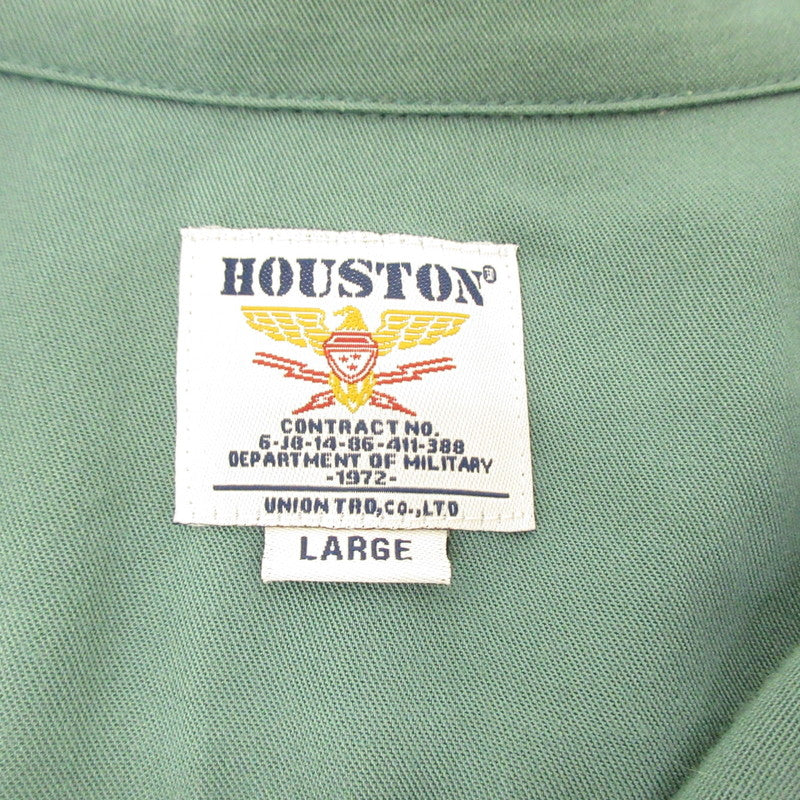 HOUSTON®
CONTRACT NO.
6-J8-14-86-411-388
DEPARTMENT OF MILITARY
-1972-
UNION TRD,CO.,LTD
LARGE